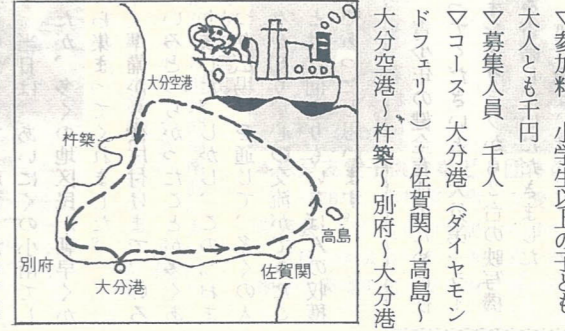 ▽参加料　小学生以上の子ども
大人とも千円
▽募集人員　千人
▽コース　大分港（ダイヤモン
ドフェリー）〜佐賀関〜高島〜
大分空港〜杵築〜別府〜大分港
大分空港
杵築
高島
別府
大分港
佐賀関